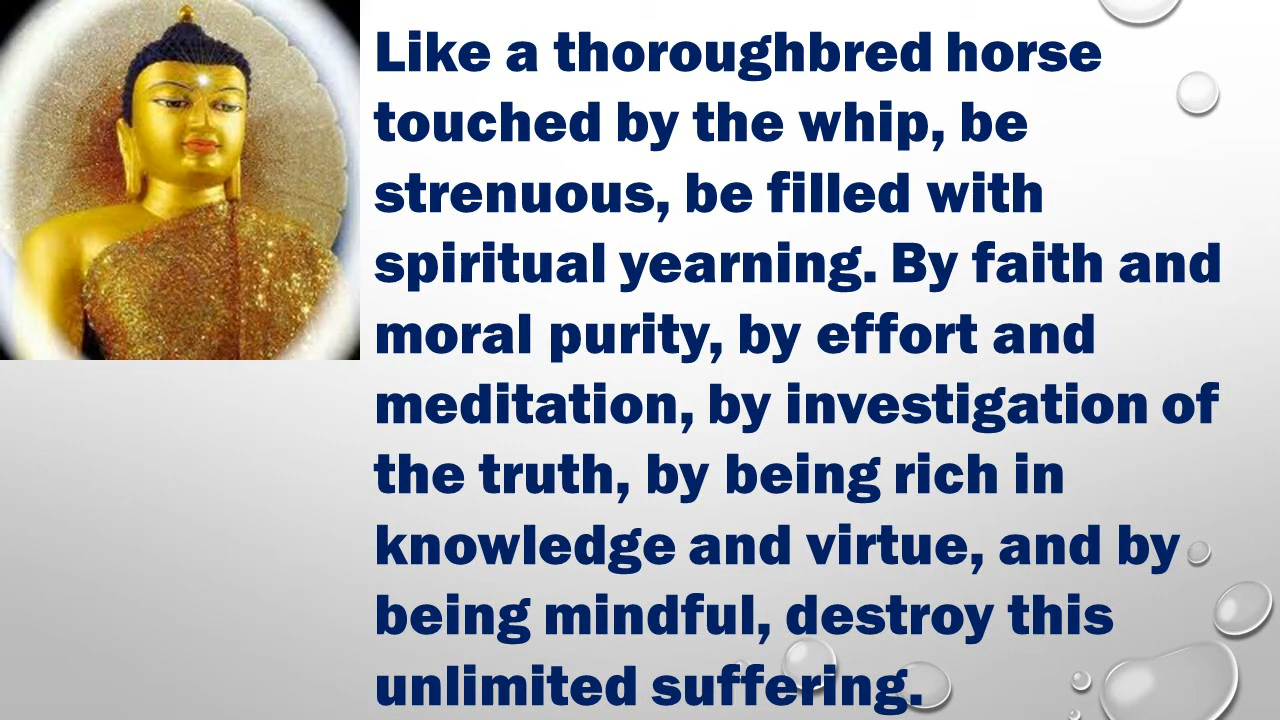 Like a thoroughbred horse
touched by the whip, be
strenuous, be filled with
spiritual yearning. By faith and
moral purity, by effort and
meditation, by investigation of
the truth, by being rich in
knowledge and virtue, and by
being mindful, destroy this
unlimited suffering.